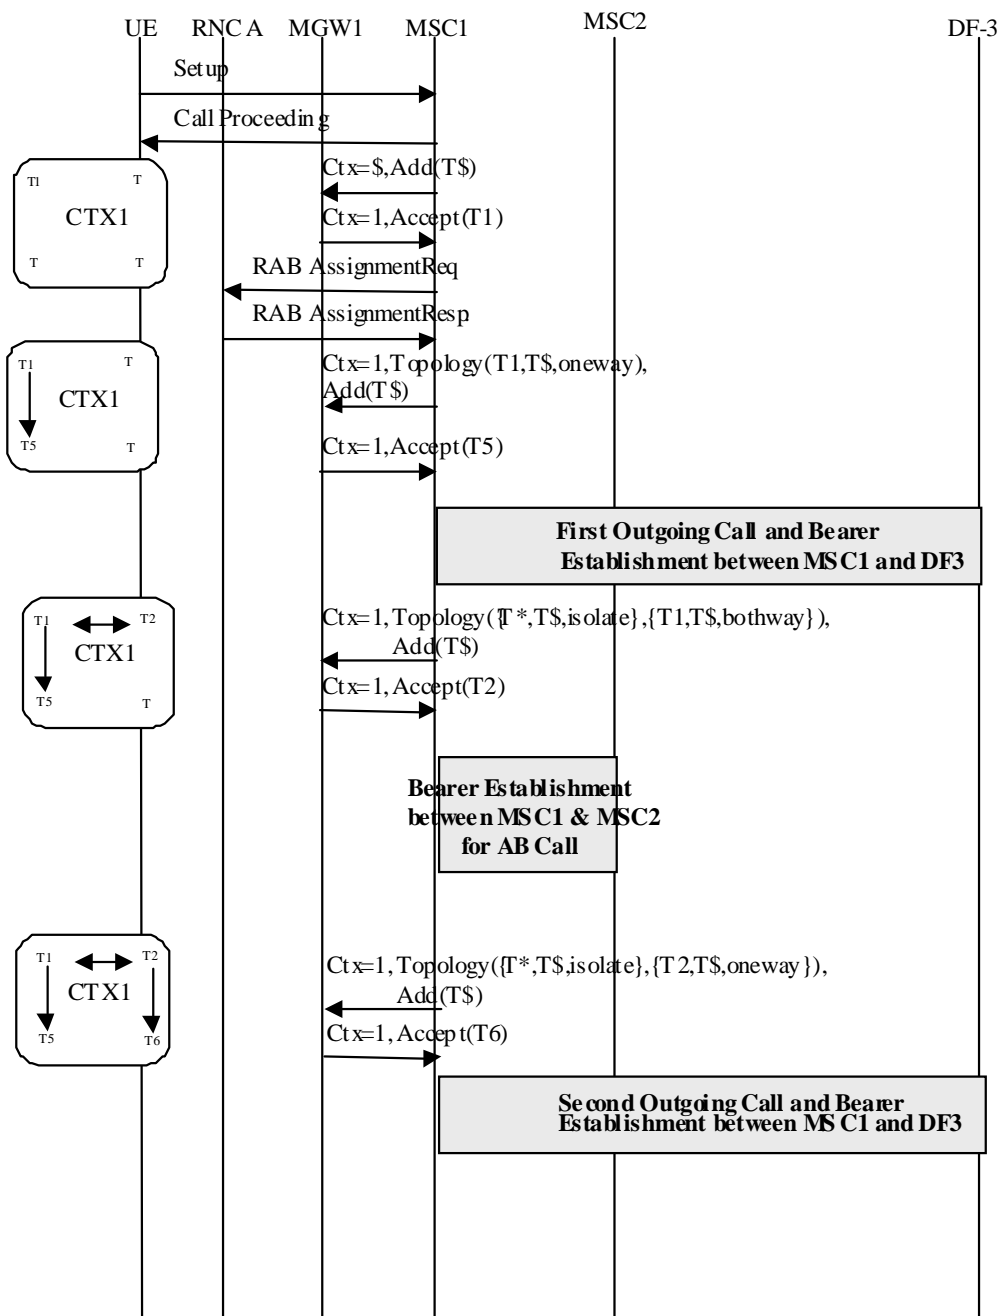 UE RNCA MGW1 MSC1 MSC2 DF-3
Setup
Call Proceeding
Ctx=$,Add(T$)
T1 T
CTX1
T T
Ctx=1,Accept(T1)
RAB AssignmentReq
RAB AssignmentResp
Ctx=1,Topology(T1,T$,oneway),
Add(T$)
T1 T
CTX1
T5 T
Ctx=1,Accept(T5)
First Outgoing Call and Bearer
Establishment between MSC1 and DF3
Ctx=1,Topology({T*,T$,isolate},{T1,T$,bothway}),
Add(T$)
T1 T2
CTX1
T5 T
Ctx=1,Accept(T2)
Bearer Establishment
between MSC1 & MSC2
for AB Call
T1 T2
CTX1
T5 T6
Ctx=1,Topology({T*,T$,isolate},{T2,T$,oneway}),
Add(T$)
Ctx=1,Accept(T6)
Second Outgoing Call and Bearer
Establishment between MSC1 and DF3